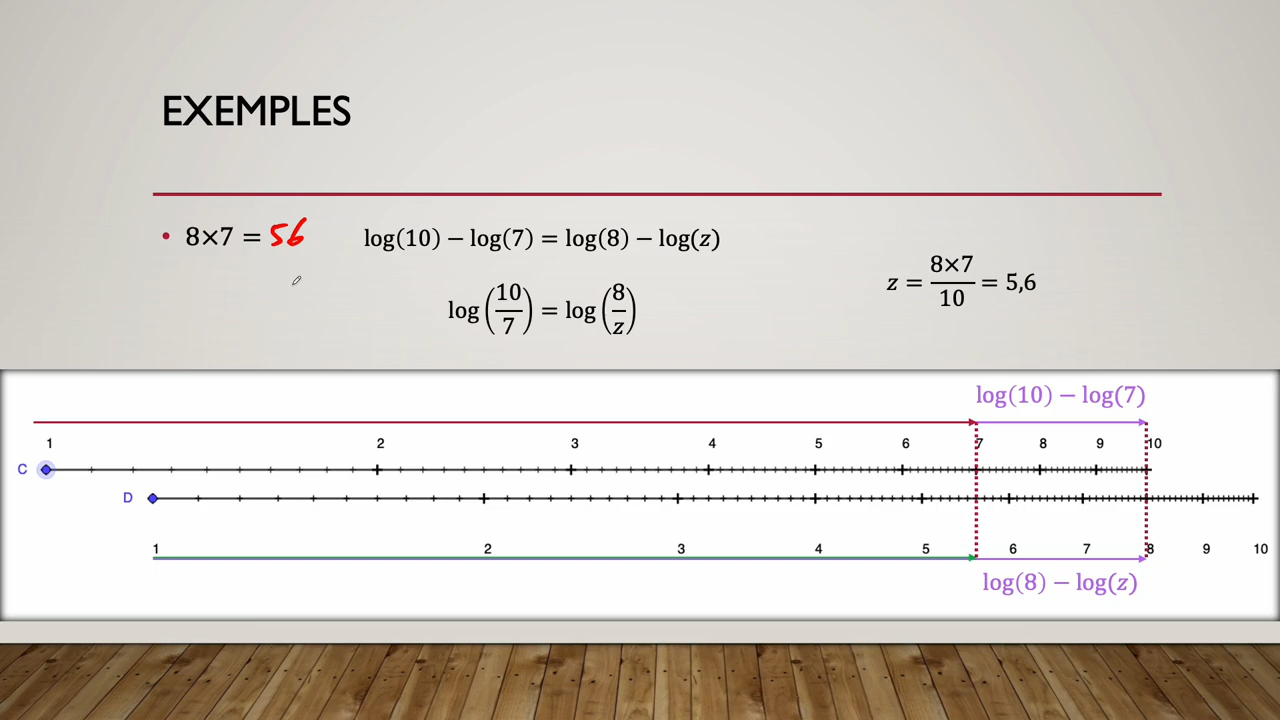 EXEMPLES
• 8×7 = 56
log(10) − log(7) = log(8) − log(z)
log(10/7) = log(8/z)
z = 8×7/10 = 5,6
log(10) − log(7)
1 2 3 4 5 6 7 8 9 10
C
D
1 2 3 4 5 6 7 8 9 10
log(8) − log(z)